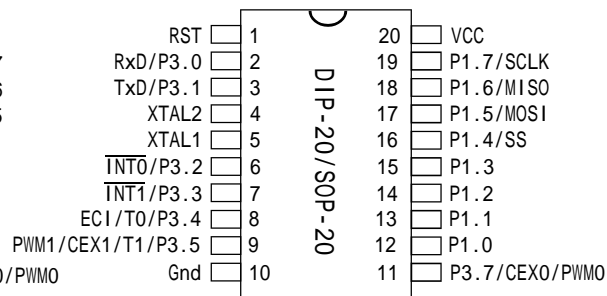 RST 1 20 VCC
RxD/P3.0 2 19 P1.7/SCLK
TxD/P3.1 3 18 P1.6/MISO
XTAL2 4 17 P1.5/MOSI
XTAL1 5 16 P1.4/SS
INT0/P3.2 6 15 P1.3
INT1/P3.3 7 14 P1.2
ECI/T0/P3.4 8 13 P1.1
PWM1/CEX1/T1/P3.5 9 12 P1.0
Gnd 10 11 P3.7/CEX0/PWM0
DIP-20/SOP-20
/PWM0